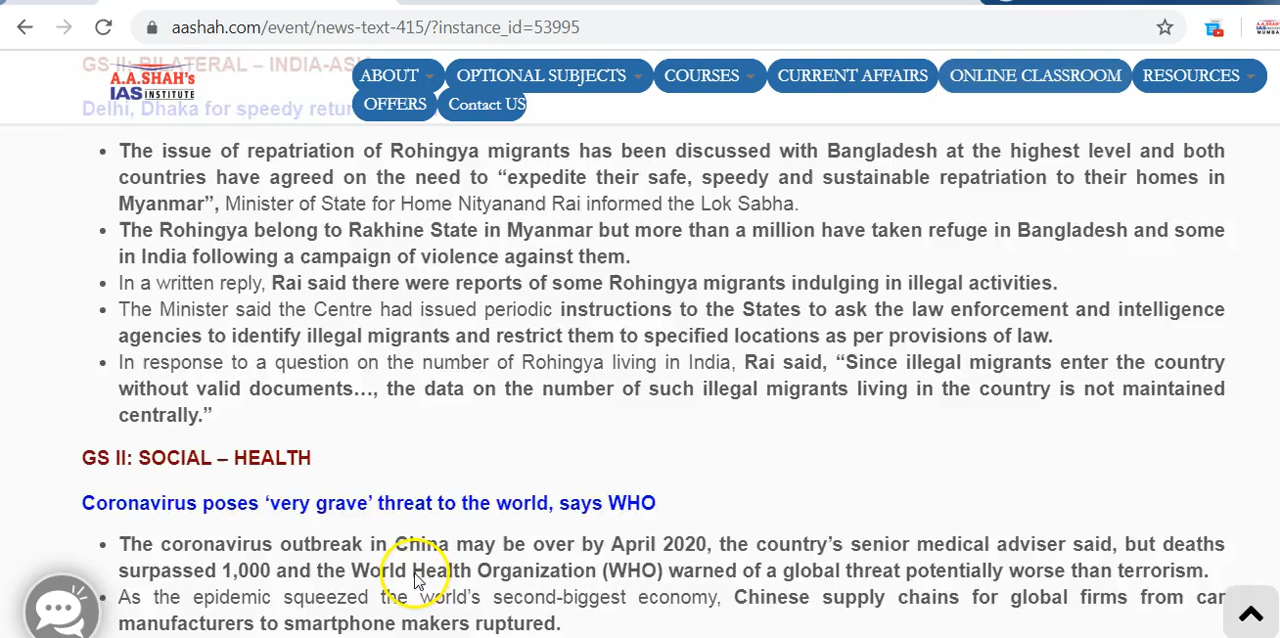 aashah.com/event/news-text-415/?instance_id=53995
GS II: BILATERAL – INDIA-ASI
A.A.SHAH's
IAS INSTITUTE
ABOUT
OPTIONAL SUBJECTS
COURSES
CURRENT AFFAIRS
ONLINE CLASSROOM
RESOURCES
OFFERS
Contact US
Delhi, Dhaka for speedy retur
• The issue of repatriation of Rohingya migrants has been discussed with Bangladesh at the highest level and both
countries have agreed on the need to “expedite their safe, speedy and sustainable repatriation to their homes in
Myanmar”, Minister of State for Home Nityanand Rai informed the Lok Sabha.
• The Rohingya belong to Rakhine State in Myanmar but more than a million have taken refuge in Bangladesh and some
in India following a campaign of violence against them.
• In a written reply, Rai said there were reports of some Rohingya migrants indulging in illegal activities.
• The Minister said the Centre had issued periodic instructions to the States to ask the law enforcement and intelligence
agencies to identify illegal migrants and restrict them to specified locations as per provisions of law.
• In response to a question on the number of Rohingya living in India, Rai said, “Since illegal migrants enter the country
without valid documents…, the data on the number of such illegal migrants living in the country is not maintained
centrally.”
GS II: SOCIAL – HEALTH
Coronavirus poses ‘very grave’ threat to the world, says WHO
• The coronavirus outbreak in China may be over by April 2020, the country’s senior medical adviser said, but deaths
surpassed 1,000 and the World Health Organization (WHO) warned of a global threat potentially worse than terrorism.
• As the epidemic squeezed the world’s second-biggest economy, Chinese supply chains for global firms from car
manufacturers to smartphone makers ruptured.